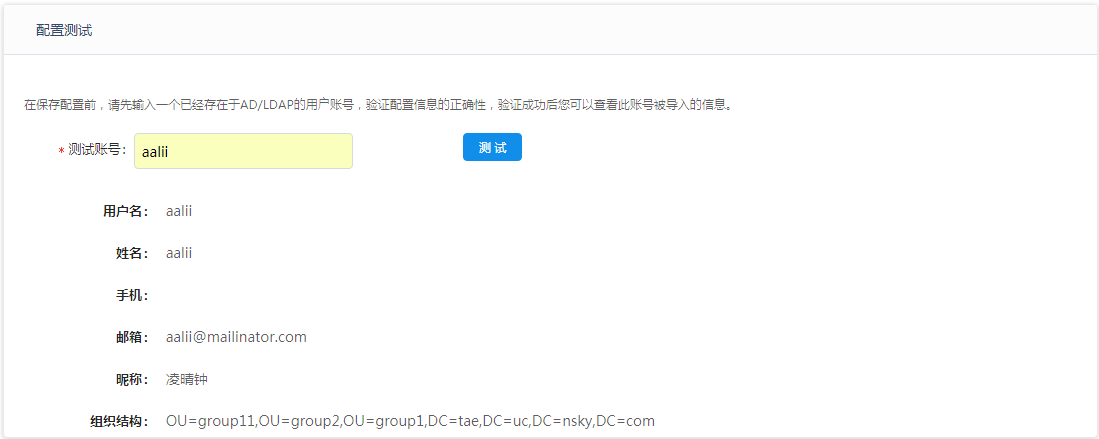 配置测试
在保存配置前，请先输入一个已经存在于AD/LDAP的用户账号，验证配置信息的正确性，验证成功后您可以查看此账号被导入的信息。
* 测试账号： aalii 测 试
用户名： aalii
姓名： aalii
手机：
邮箱： aalii@mailinator.com
昵称： 凌晴钟
组织结构： OU=group11,OU=group2,OU=group1,DC=tae,DC=uc,DC=nsky,DC=com